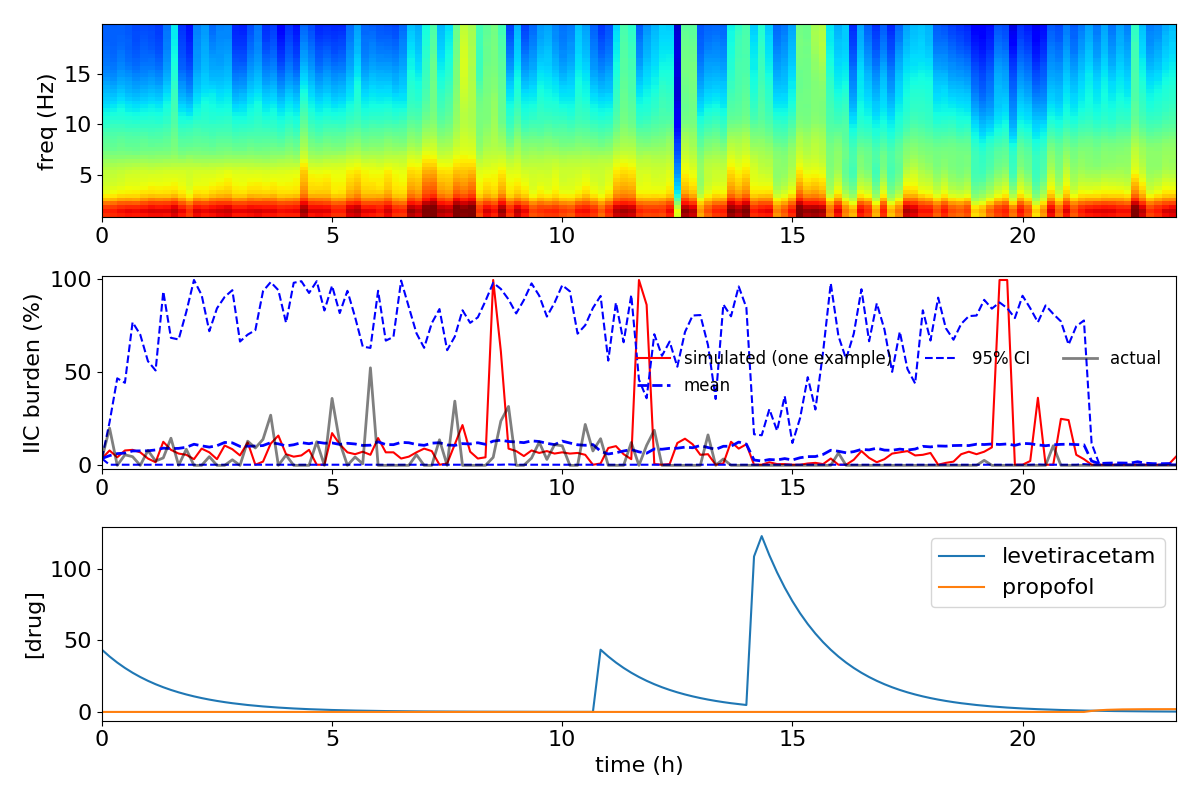 freq (Hz)
15
10
5
0 5 10 15 20
IIC burden (%)
100
50
0
simulated (one example) 95% CI actual
mean
0 5 10 15 20
[drug]
100
50
0
levetiracetam
propofol
0 5 10 15 20
time (h)